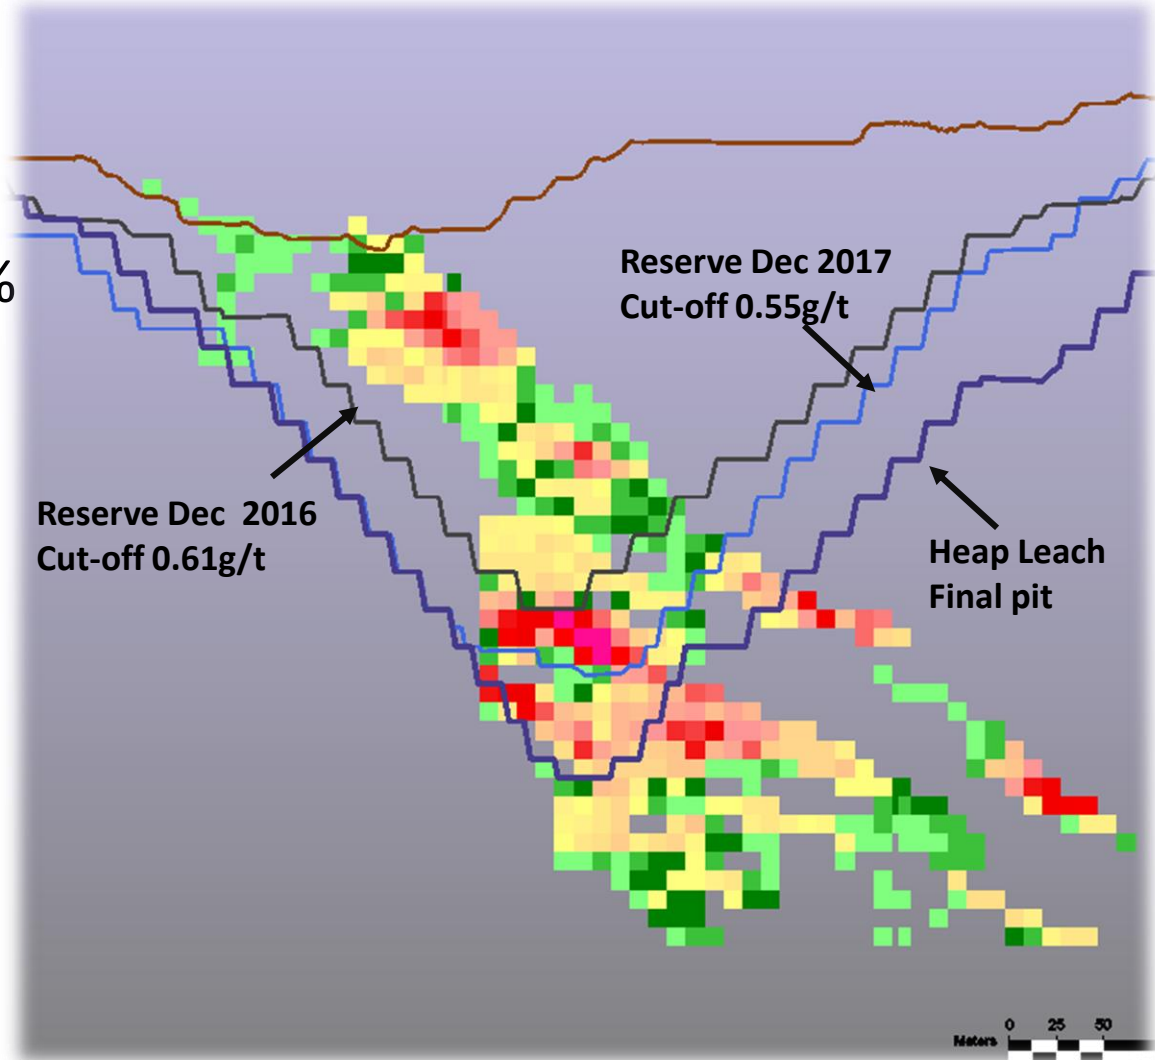 %
Reserve Dec 2017
Cut-off 0.55g/t
Reserve Dec 2016
Cut-off 0.61g/t
Heap Leach
Final pit
Meters 0 25 50